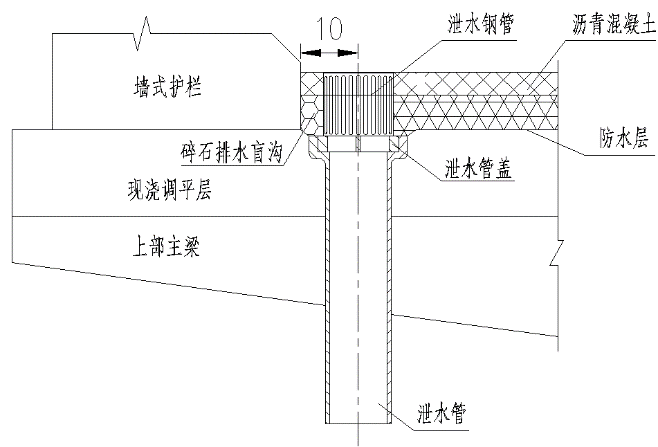 10
泄水钢管
沥青混凝土
墙式护栏
碎石排水盲沟
防水层
泄水管盖
现浇调平层
上部主梁
泄水管